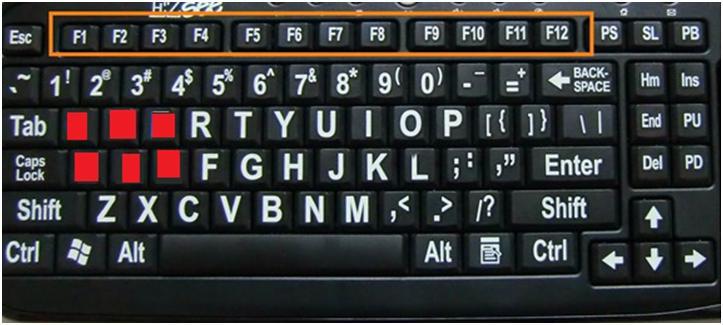 Esc F1 F2 F3 F4 F5 F6 F7 F8 F9 F10 F11 F12 PS SL PB
`~ 1! 2@ 3# 4$ 5% 6^ 7& 8* 9( 0) -_ =+ BACK-SPACE Hm Ins
Tab R T Y U I O P [{ ]} \| End PU
Caps Lock F G H J K L ;: '" Enter Del PD
Shift Z X C V B N M ,< .> /? Shift
Ctrl Alt Alt Ctrl